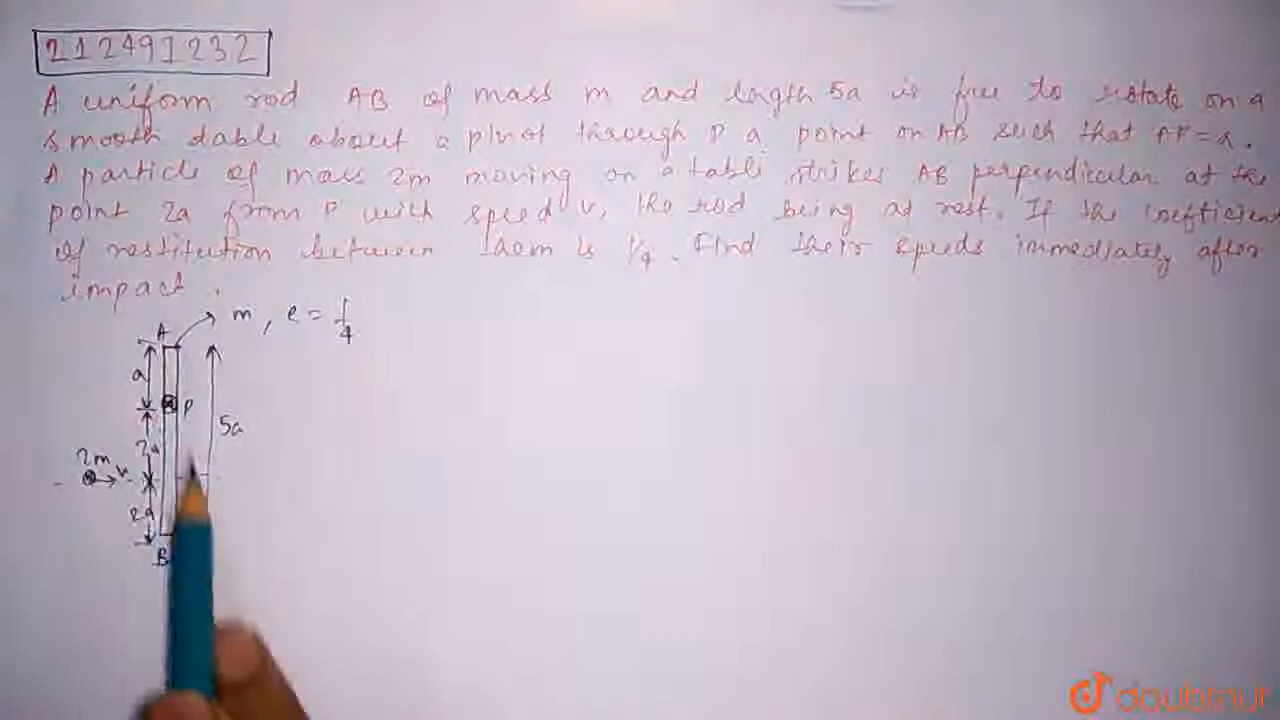 212491232
A uniform rod AB of mass m and length 5a is free to rotate on a
smooth table about a pivot through P a point on AB such that AP = a.
A particle of mass 2m moving on a table strikes AB perpendicular at the
point 2a from P with speed v, the rod being at rest. If the coefficient
of restitution between them is 1/4. Find their speeds immediately after
impact.
A m, e = 1/4
a
P
5a
2a
2m v
2a
B
doubtnut